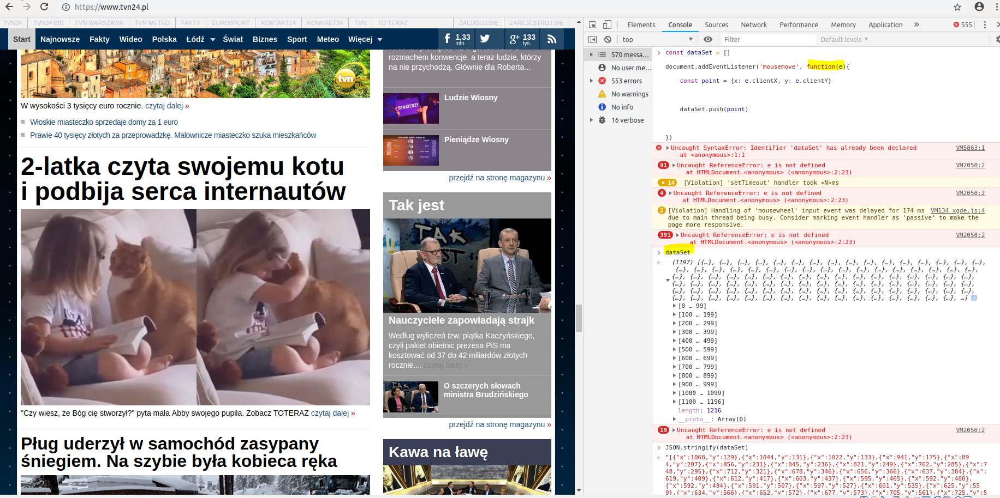 https://www.tvn24.pl
TVN24 TVN24 BIS TVN WARSZAWA TVN METEO FAKTY EUROSPORT KONTAKT24 KONKRET24 TVN TO TERAZ ZALOGUJ SIĘ ZAREJESTRUJ SIĘ
Start Najnowsze Fakty Wideo Polska Łódź Świat Biznes Sport Meteo Więcej 1,33 mln. g+ 133 tys.
tvn 24 BIS
W wysokości 3 tysięcy euro rocznie. czytaj dalej »
Włoskie miasteczko sprzedaje domy za 1 euro
Prawie 40 tysięcy złotych za przeprowadzkę. Malownicze miasteczko szuka mieszkańców
2-latka czyta swojemu kotu
i podbija serca internautów
"Czy wiesz, że Bóg cię stworzył?" pyta mała Abby swojego pupila. Zobacz TOTERAZ czytaj dalej »
Pług uderzył w samochód zasypany
śniegiem. Na szybie była kobieca ręka
rozmachem konwencje, a teraz ludzie, którzy
na nie przychodzą. Głównie dla Roberta...
STRATEDZY
Ludzie Wiosny
WIOSNA
Pieniądze Wiosny
przejdź na stronę magazynu »
Tak jest
TAK JEST
Nauczyciele zapowiadają strajk
Według wyliczeń tzw. piątka Kaczyńskiego,
czyli pakiet obietnic prezesa PiS ma
kosztować od 37 do 42 miliardów złotych
rocznie.... czytaj dalej »
O szczerych słowach
ministra Brudzińskiego
przejdź na stronę magazynu »
Kawa na ławę
Elements Console Sources Network Performance Memory Application » 555
top Filter Default levels
570 messa...
No user me...
553 errors
No warnings
No info
16 verbose
const dataSet = []
document.addEventListener('mousemove', function(e){
const point = {x: e.clientX, y: e.clientY}
dataSet.push(point)
})
Uncaught SyntaxError: Identifier 'dataSet' has already been declared VM5863:1
at <anonymous>:1:1
91 Uncaught ReferenceError: e is not defined VM2050:2
at HTMLDocument.<anonymous> (<anonymous>:2:23)
14 [Violation] 'setTimeout' handler took <N>ms
4 Uncaught ReferenceError: e is not defined VM2050:2
at HTMLDocument.<anonymous> (<anonymous>:2:23)
2 [Violation] Handling of 'mousewheel' input event was delayed for 174 ms VM134 xgde.js:4
due to main thread being busy. Consider marking event handler as 'passive' to make the
page more responsive.
391 Uncaught ReferenceError: e is not defined VM2050:2
at HTMLDocument.<anonymous> (<anonymous>:2:23)
dataSet
(1197) [{…}, {…}, {…}, {…}, {…}, {…}, {…}, {…}, {…}, {…}, {…}, {…}, {…}, {…}, {…}, {…},
{…}, {…}, {…}, {…}, {…}, {…}, {…}, {…}, {…}, {…}, {…}, {…}, {…}, {…}, {…}, {…}, {…},
{…}, {…}, {…}, {…}, {…}, {…}, {…}, {…}, {…}, {…}, {…}, {…}, {…}, {…}, {…}, {…}, {…},
{…}, {…}, {…}, {…}, {…}, {…}, {…}, {…}, {…}, {…}, {…}, {…}, {…}, {…}, {…}, {…}, {…},
{…}, {…}, {…}, {…}, {…}, {…}, {…}, {…}, {…}, {…}, {…}, {…}, {…}, {…}, {…}, {…}, {…},
{…}, {…}, {…}, {…}, {…}, {…}, {…}, {…}, {…}, {…}, {…}, {…}, {…}, {…}, {…}, {…}, …]
[0 … 99]
[100 … 199]
[200 … 299]
[300 … 399]
[400 … 499]
[500 … 599]
[600 … 699]
[700 … 799]
[800 … 899]
[900 … 999]
[1000 … 1099]
[1100 … 1196]
length: 1216
__proto__: Array(0)
19 Uncaught ReferenceError: e is not defined VM2050:2
at HTMLDocument.<anonymous> (<anonymous>:2:23)
JSON.stringify(dataSet)
"[{"x":1068,"y":129},{"x":1044,"y":131},{"x":1022,"y":133},{"x":941,"y":175},{"x":89
4,"y":207},{"x":856,"y":231},{"x":845,"y":236},{"x":821,"y":249},{"x":762,"y":285},{"x":7
48,"y":295},{"x":712,"y":321},{"x":678,"y":346},{"x":656,"y":366},{"x":637,"y":384},{"x":
619,"y":409},{"x":612,"y":417},{"x":603,"y":437},{"x":595,"y":465},{"x":592,"y":480},
{"x":592,"y":494},{"x":591,"y":507},{"x":597,"y":527},{"x":601,"y":535},{"x":625,"y":55
9},{"x":634,"y":566},{"x":652,"y":572},{"x":677,"y":573},{"x":705,"y":561},{"x":725,"y":5